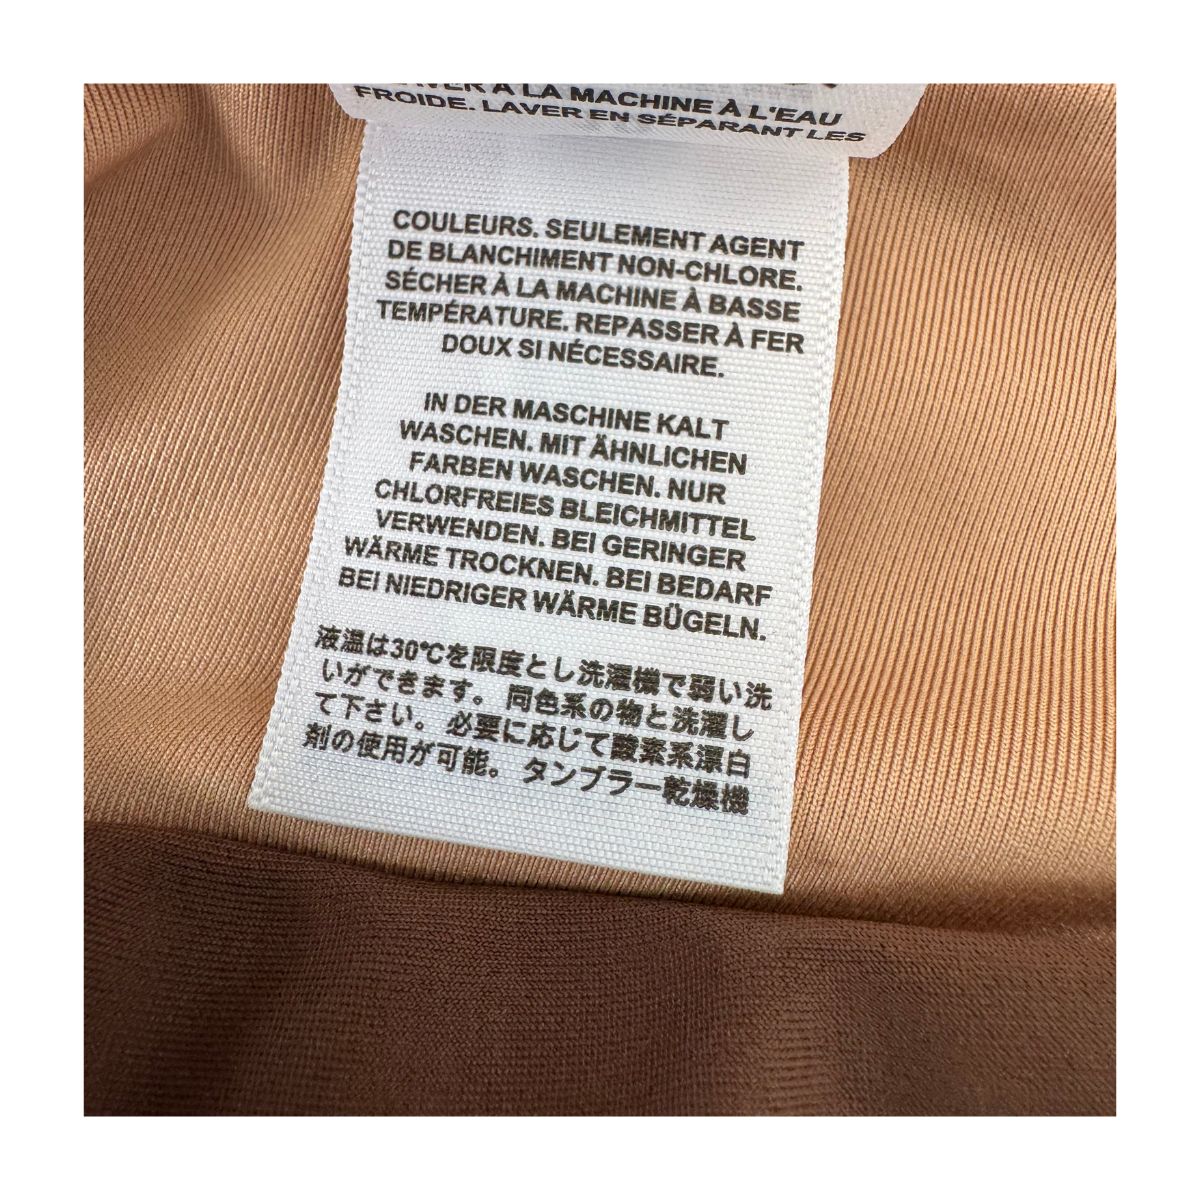 LAVER À LA MACHINE À L'EAU
FROIDE. LAVER EN SÉPARANT LES
COULEURS. SEULEMENT AGENT
DE BLANCHIMENT NON-CHLORE.
SÉCHER À LA MACHINE À BASSE
TEMPÉRATURE. REPASSER À FER
DOUX SI NÉCESSAIRE.
IN DER MASCHINE KALT
WASCHEN. MIT ÄHNLICHEN
FARBEN WASCHEN. NUR
CHLORFREIES BLEICHMITTEL
VERWENDEN. BEI GERINGER
WÄRME TROCKNEN. BEI BEDARF
BEI NIEDRIGER WÄRME BÜGELN.
液温は30℃を限度とし洗濯機で弱い洗
いができます。 同色系の物と洗濯し
て下さい。 必要に応じて酸素系漂白
剤の使用が可能。 タンブラー乾燥機